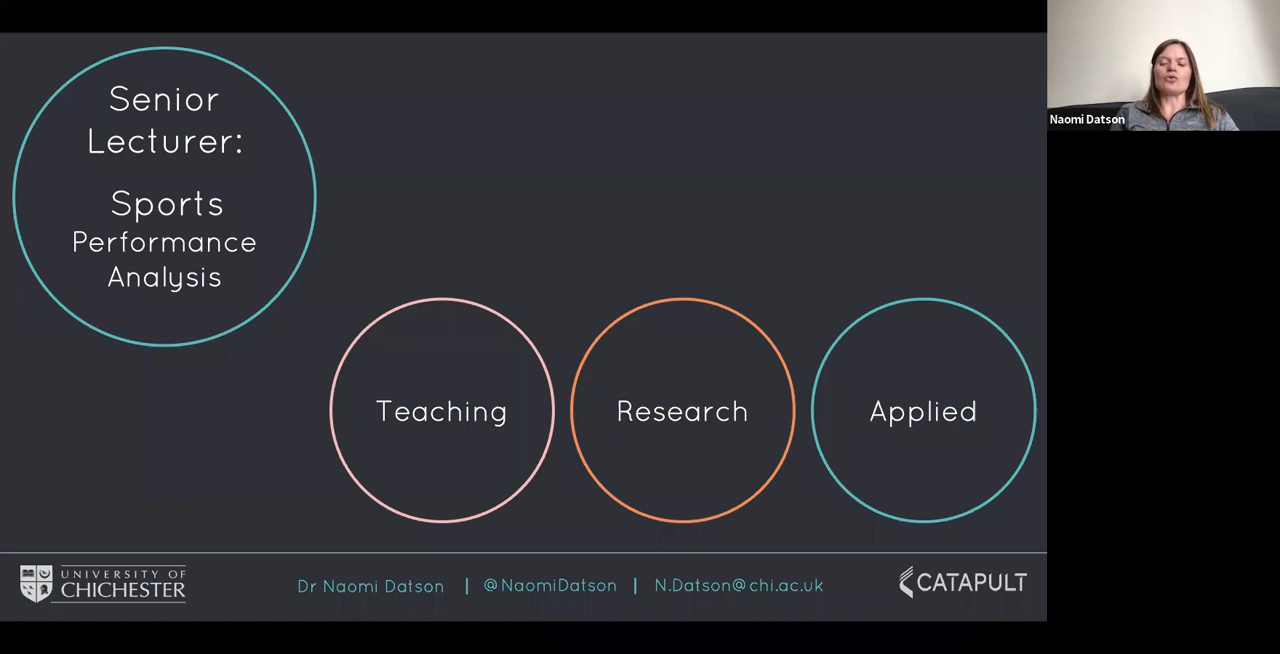 Senior
Lecturer:
Sports
Performance
Analysis
Teaching
Research
Applied
UNIVERSITY OF
CHICHESTER
Dr Naomi Datson | @NaomiDatson | N.Datson@chi.ac.uk
CATAPULT
Naomi Datson